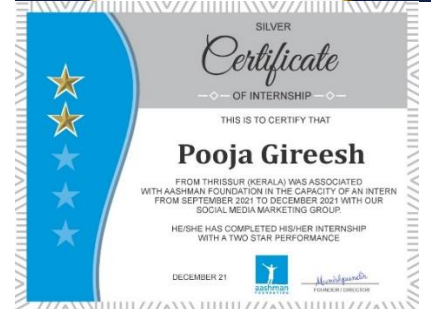 SILVER
Certificate
OF INTERNSHIP
THIS IS TO CERTIFY THAT
Pooja Gireesh
FROM THRISSUR (KERALA) WAS ASSOCIATED
WITH AASHMAN FOUNDATION IN THE CAPACITY OF AN INTERN
FROM SEPTEMBER 2021 TO DECEMBER 2021 WITH OUR
SOCIAL MEDIA MARKETING GROUP.
HE/SHE HAS COMPLETED HIS/HER INTERNSHIP
WITH A TWO STAR PERFORMANCE
DECEMBER 21
aashman
FOUNDATION
FOUNDER / DIRECTOR